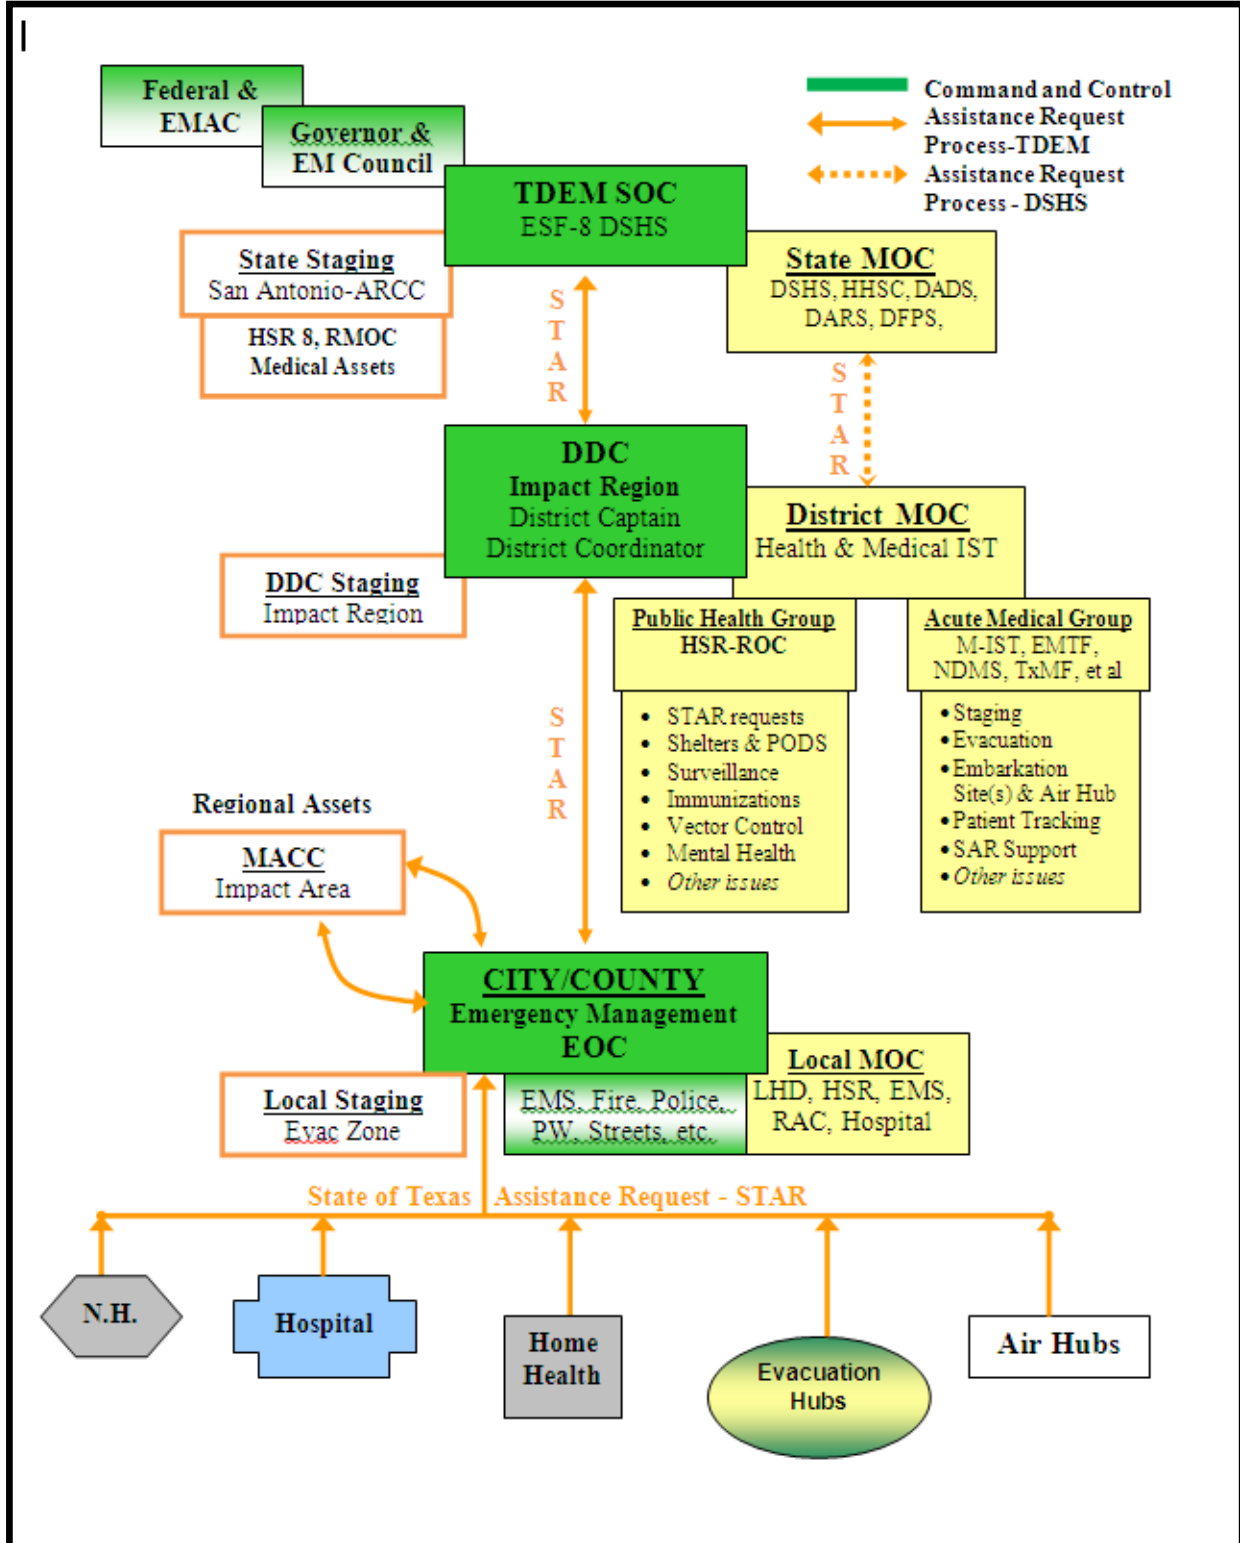 Federal &
EMAC
Governor &
EM Council
Command and Control
Assistance Request
Process-TDEM
Assistance Request
Process - DSHS
TDEM SOC
ESF-8 DSHS
State Staging
San Antonio-ARCC
HSR 8, RMOC
Medical Assets
State MOC
DSHS, HHSC, DADS,
DARS, DFPS,
S
T
A
R
S
T
A
R
DDC
Impact Region
District Captain
District Coordinator
District MOC
Health & Medical IST
DDC Staging
Impact Region
Public Health Group
HSR-ROC
Acute Medical Group
M-IST, EMTF,
NDMS, TxMF, et al
• STAR requests
• Shelters & PODS
• Surveillance
• Immunizations
• Vector Control
• Mental Health
• Other issues
• Staging
• Evacuation
• Embarkation
Site(s) & Air Hub
• Patient Tracking
• SAR Support
• Other issues
S
T
A
R
Regional Assets
MACC
Impact Area
CITY/COUNTY
Emergency Management
EOC
Local Staging
Evac Zone
EMS, Fire, Police,
PW, Streets, etc.
Local MOC
LHD, HSR, EMS,
RAC, Hospital
State of Texas Assistance Request - STAR
N.H.
Hospital
Home
Health
Evacuation
Hubs
Air Hubs